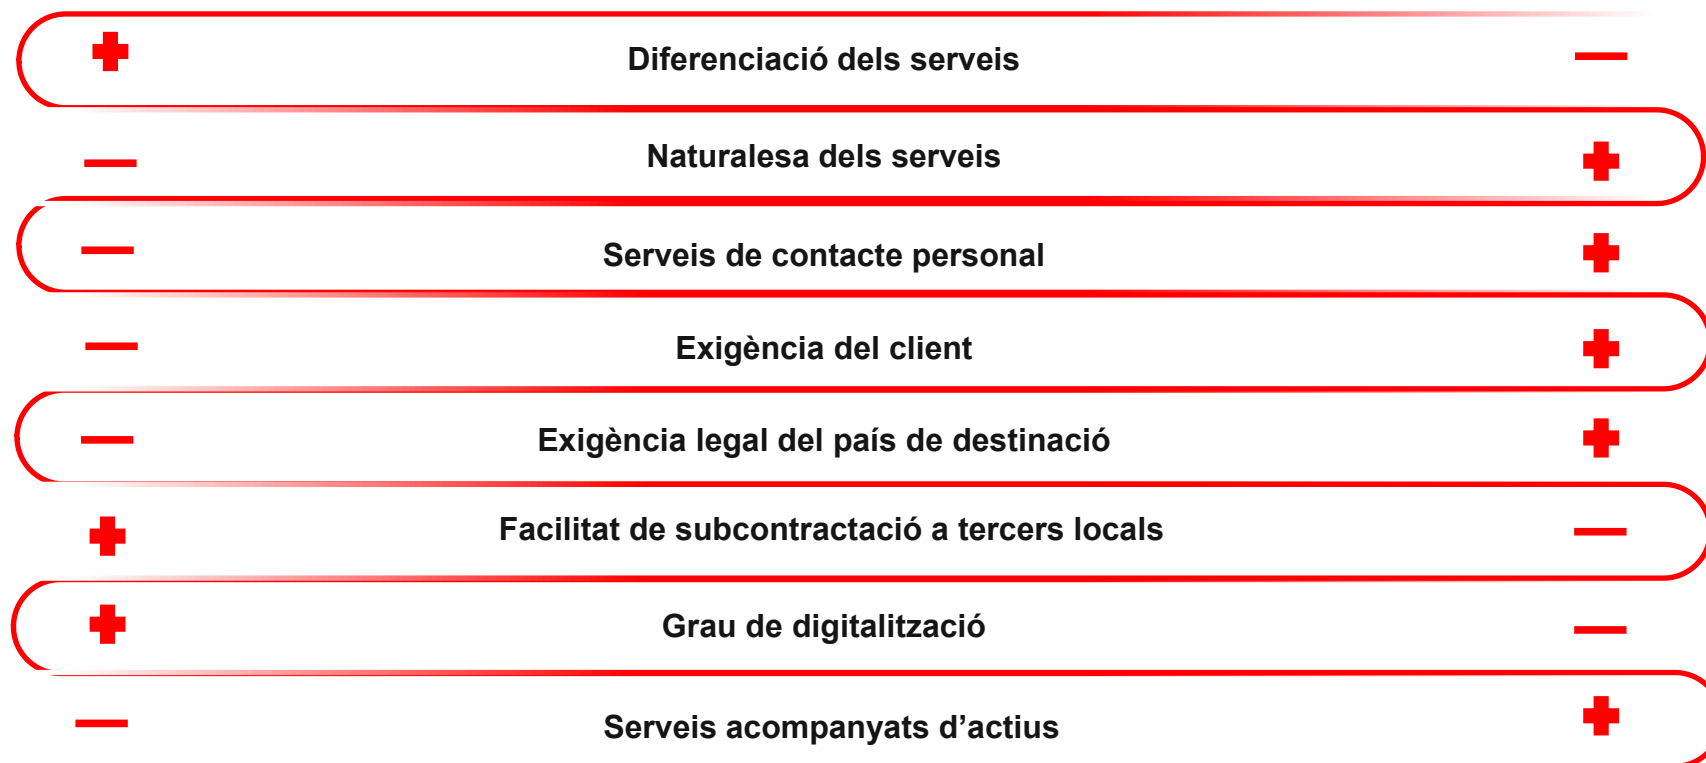 Diferenciació dels serveis
Naturalesa dels serveis
Serveis de contacte personal
Exigència del client
Exigència legal del país de destinació
Facilitat de subcontractació a tercers locals
Grau de digitalització
Serveis acompanyats d’actius